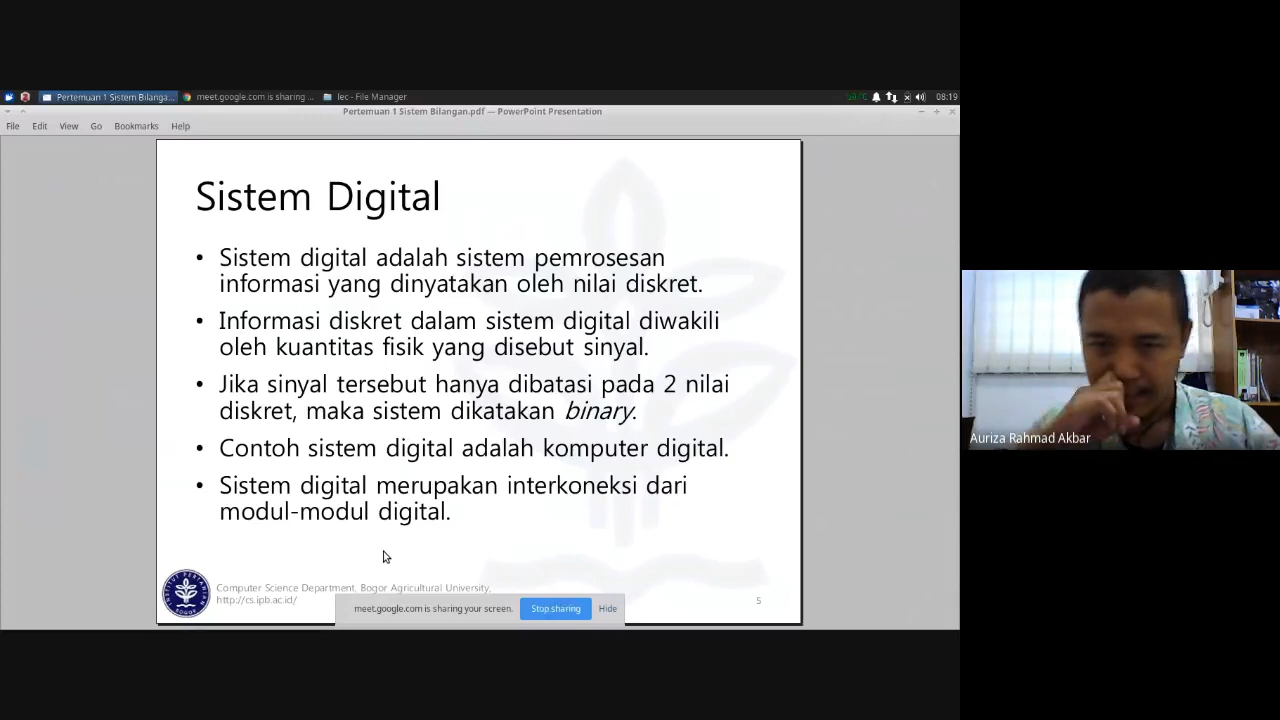 Pertemuan 1 Sistem Bilanga... meet.google.com is sharing ... lec - File Manager 08:19
Pertemuan 1 Sistem Bilangan.pdf — PowerPoint Presentation
File Edit View Go Bookmarks Help
Sistem Digital
• Sistem digital adalah sistem pemrosesan
informasi yang dinyatakan oleh nilai diskret.
• Informasi diskret dalam sistem digital diwakili
oleh kuantitas fisik yang disebut sinyal.
• Jika sinyal tersebut hanya dibatasi pada 2 nilai
diskret, maka sistem dikatakan binary.
• Contoh sistem digital adalah komputer digital.
• Sistem digital merupakan interkoneksi dari
modul-modul digital.
Computer Science Department, Bogor Agricultural University,
http://cs.ipb.ac.id/
5
meet.google.com is sharing your screen. Stop sharing Hide
Auriza Rahmad Akbar